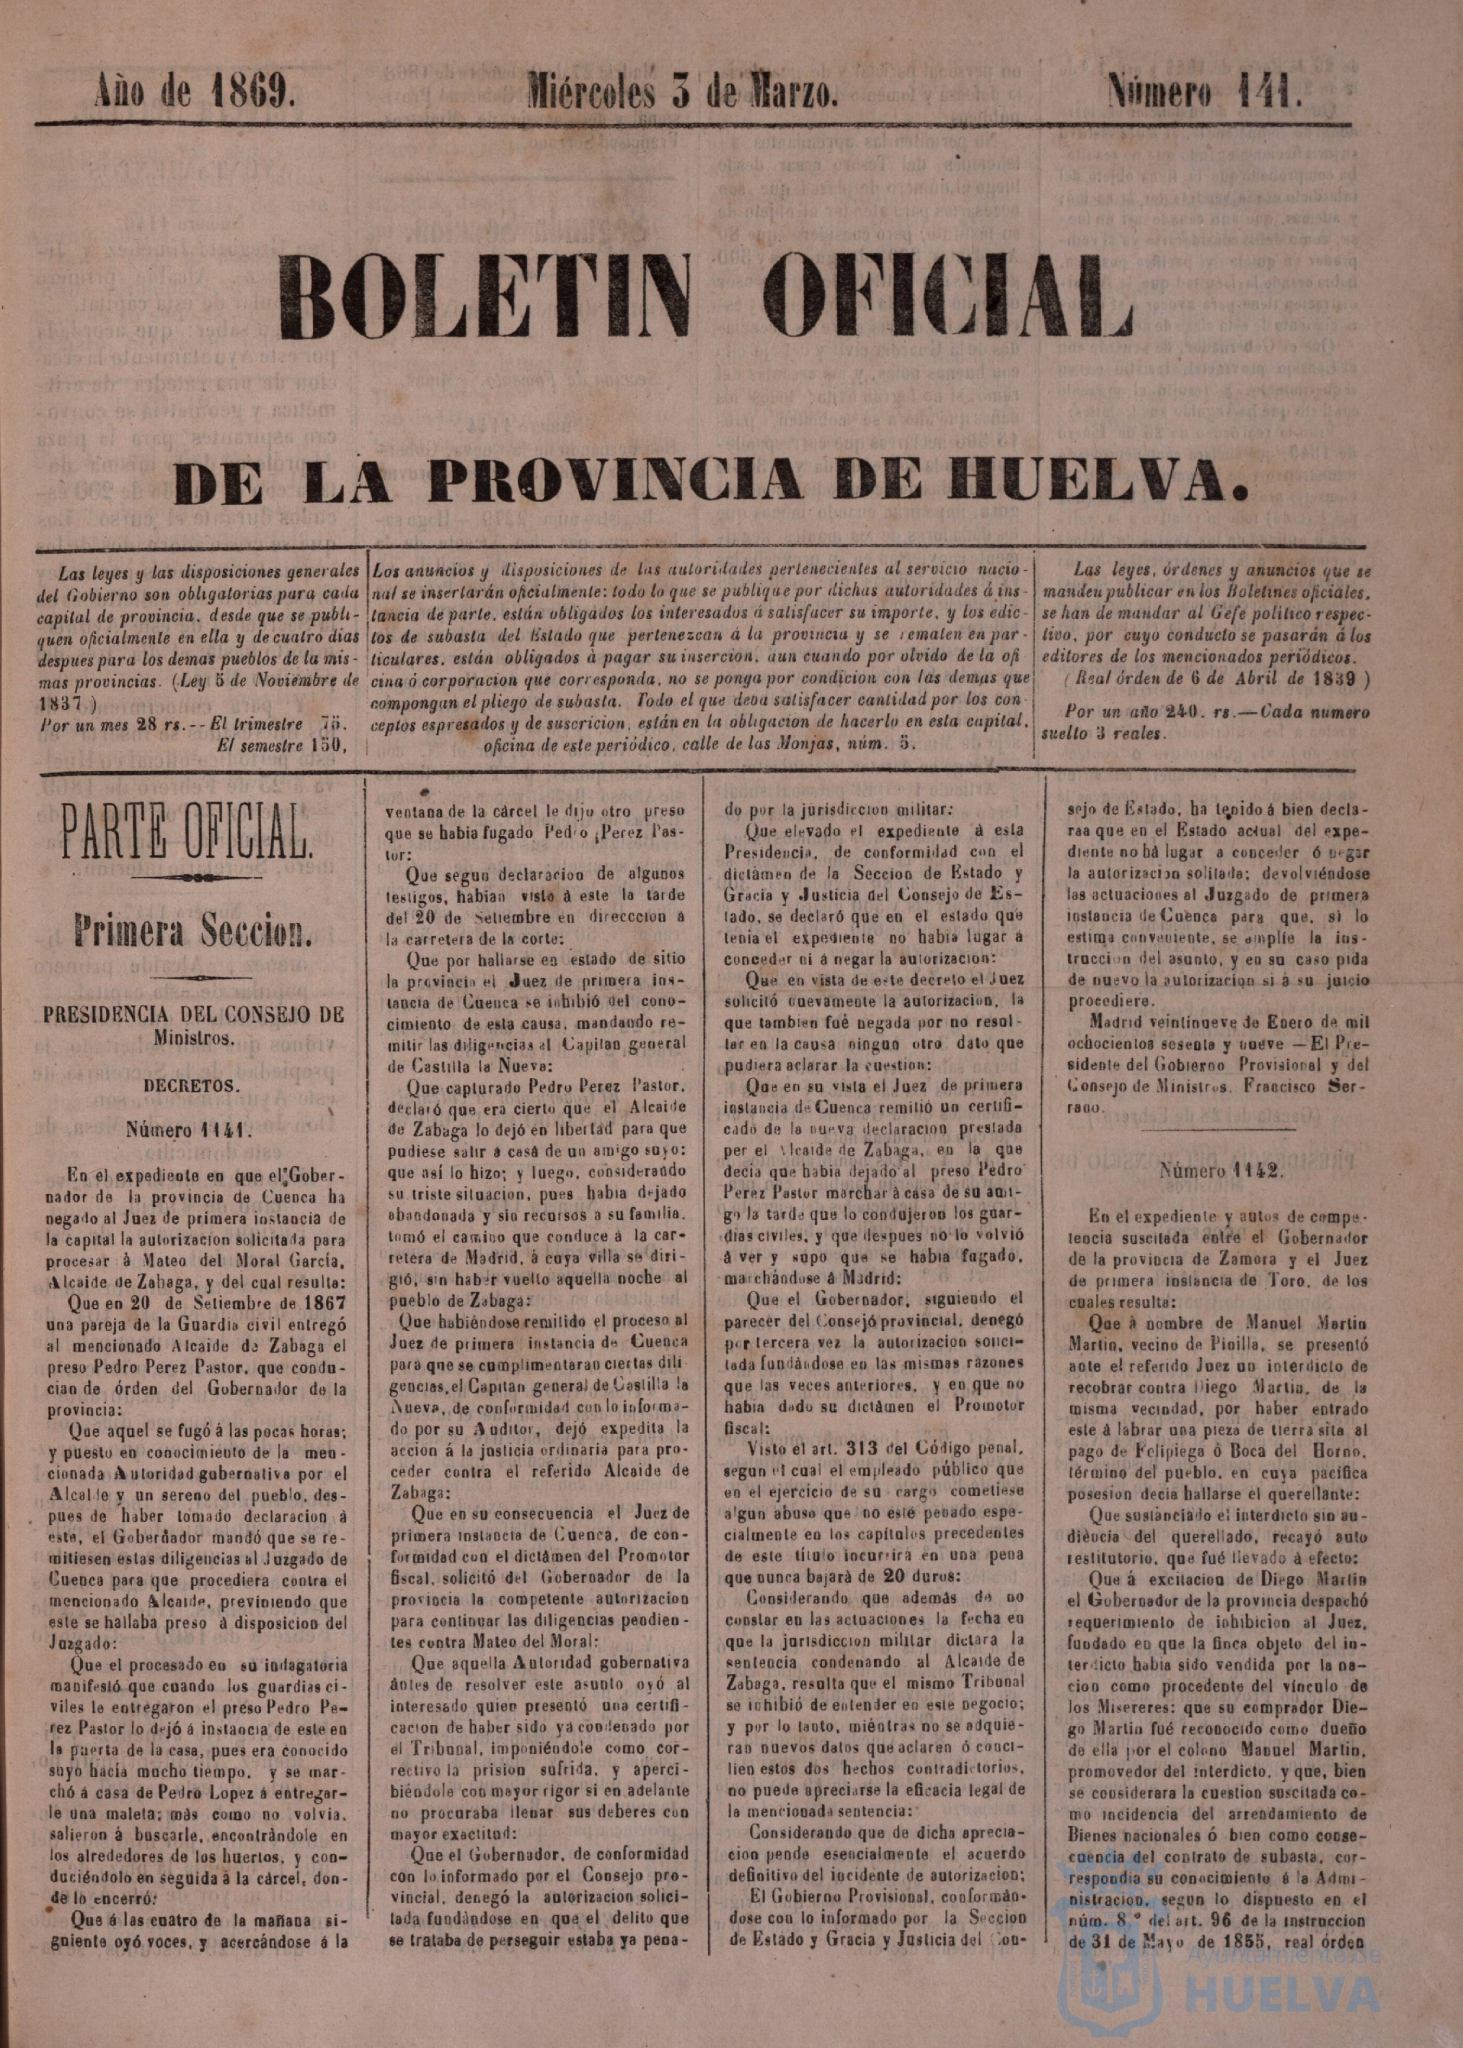 Año de 1869.
Miércoles 3 de Marzo.
Número 141.
BOLETIN OFICIAL
DE LA PROVINCIA DE HUELVA.
Las leyes y las disposiciones generales
del Gobierno son obligatorias para cada
capital de provincia, desde que se publi-
quen oficialmente en ella y de cuatro dias
despues para los demas pueblos de la mis-
mas provincias. (Ley 5 de Noviembre de
1837.)
Por un mes 28 rs.-- El trimestre 75.
El semestre 150,
Los anuncios y disposiciones de las autoridades pertenecientes al servicio nacio-
nal se insertarán oficialmente: todo lo que se publique por dichas autoridades á ins-
tancia de parte, están obligados los interesados á satisfacer su importe, y los edic-
tos de subasta del Estado que pertenezcan á la provincia y se rematen en par-
ticulares, están obligados à pagar su insercion, aun cuando por olvido de la ofi
cina ó corporacion que corresponda, no se ponga por condicion con las demas que
compongan el pliego de subasta. Todo el que deva satisfacer cantidad por los con-
ceptos espresados y de suscricion, están en la obligacion de hacerlo en esta capital,
oficina de este periódico, calle de las Monjas, núm. 5.
Las leyes, órdenes y anuncios que se
manden publicar en los Boletines oficiales,
se han de mandar al Gefe politico respec-
tivo, por cuyo conducto se pasarán á los
editores de los mencionados periódicos.
(Real órden de 6 de Abril de 1839)
Por un año 240. rs.—Cada numero
suelto 3 reales.
PARTE OFICIAL.
Primera Seccion.
PRESIDENCIA DEL CONSEJO DE
Ministros.
DECRETOS.
Número 1141.
En el expediente en que el Gober-
nador de la provincia de Cuenca ha
negado al Juez de primera instancia de
la capital la autorizacion solicitada para
procesar à Mateo del Moral García,
Alcaide de Zabaga, y del cual resulta:
Que en 20 de Setiembre de 1867
una pareja de la Guardia civil entregó
al mencionado Alcaide de Zabaga el
preso Pedro Perez Pastor, que condu-
cian de órden del Gobernador de la
provincia:
Que aquel se fugó á las pocas horas;
y puesto en conocimiento de la men-
cionada Autoridad gubernativa por el
Alcalde y un sereno del pueblo, des-
pues de haber tomado declaracion à
este, el Gobernador mandó que se re-
mitiesen estas diligencias al Juzgado de
Cuenca para que procediera contra el
mencionado Alcaide, previniendo que
este se hallaba preso à disposicion del
Juzgado:
Que el procesado en su indagatoria
manifesió que cuando los guardias ci-
viles le entregaron el preso Pedro Pe-
rez Pastor lo dejó á instancia de este en
la puerta de la casa, pues era conocido
suyo hacia mucho tiempo, y se mar-
chó á casa de Pedro Lopez á entregar-
le una maleta; más como no volvia,
salieron á buscarle, encontràndole en
los alrededores de los huertos, y con-
duciéndolo en seguida à la càrcel, don-
de lo encerró:
Que á las cuatro de la mañana si-
guiente oyó voces, y acercándose á la
ventana de la càrcel le dijo otro preso
que se habia fugado Pedro Perez Pas-
tor:
Que segun declaracion de algunos
testigos, habian visto à este la tarde
del 20 de Setiembre en direcccion á
la carretera de la corte:
Que por hallarse en estado de sitio
la provincia el Juez de primera ins-
tancia de Cuenca se inhibió del cono-
cimiento de esta causa, mandando re-
mitir las diligencias al Capitan general
de Castilla la Nueva:
Que capturado Pedro Perez Pastor,
declaró que era cierto que el Alcaide
de Zabaga lo dejó en libertad para que
pudiese salir á casa de un amigo suyo:
que así lo hizo; y luego, considerando
su triste situacion, pues habia dejado
abandonada y sin recursos a su familia,
tomó el camino que conduce à la car-
retera de Madrid, á cuya villa se diri-
gió, sin haber vuelto aquella noche al
pueblo de Zabaga:
Que habiéndose remitido el proceso al
Juez de primera instancia de Cuenca
para que se cumplimentaran ciertas dili
gencias, el Capitan general de Castilla la
Nueva, de conformidad con lo informa-
do por su Auditor, dejó expedita la
accion á la justicia ordinaria para pro-
ceder contra el referido Alcaide de
Zabaga:
Que en su consecuencia el Juez de
primera instancia de Cuenca, de con-
formidad con el dictàmen del Promotor
fiscal, solicitó del Gobernador de la
provincia la competente autorizacion
para continuar las diligencias pendien-
tes contra Mateo del Moral:
Que aquella Autoridad gubernativa
ántes de resolver este asunto oyó al
interesado quien presentó una certifi-
cacion de haber sido ya condenado por
el Tribunal, imponiéndole como cor-
rectivo la prision sufrida, y aperci-
biéndole con mayor rigor si en adelante
no procuraba llenar sus deberes con
mayor exactitud:
Que el Gobernador, de conformidad
con lo informado por el Consejo pro-
vincial, denegó la autorizacion solici-
tada fundàndose en que el delito que
se trataba de perseguir estaba ya pena-
do por la jurisdiccion militar:
Que elevado el expediente à esta
Presidencia, de conformidad con el
dictàmen de la Seccion de Estado y
Gracia y Justicia del Consejo de Es-
tado, se declaró que en el estado que
tenia el expediente no habia lugar á
conceder ni à negar la autorizacion:
Que en vista de este decreto el Juez
solicitó nuevamente la autorizacion, la
que tambien fué negada por no resul-
tar en la causa ningun otro dato que
pudiera aclarar la cuestion:
Que en su vista el Juez de primera
instancia de Cuenca remitió un certifi-
cado de la nueva declaracion prestada
per el Alcaide de Zabaga, en la que
decia que habia dejado al preso Pedro
Perez Pastor marchar à casa de su ami-
go la tarde que lo condujeron los guar-
dias civiles, y que despues no lo volvió
à ver y supo que se habia fugado,
marchàndose á Madrid:
Que el Gobernador, siguiendo el
parecer del Consejó provincial, denegó
por tercera vez la autorizacion solici-
tada fundàndose en las mismas razones
que las veces anteriores, y en que no
habia dado su dictàmen el Promotor
fiscal:
Visto el art. 313 del Código penal,
segun el cual el empleado público que
en el ejercicio de su cargo cometiese
algun abuso que no esté penado espe-
cialmente en los capítulos precedentes
de este título incurrirà en una pena
que nunca bajarà de 20 duros:
Considerando que además de no
constar en las actuaciones la fecha en
que la jurisdiccion militar dictara la
sentencia condenando al Alcaide de
Zabaga, resulta que el mismo Tribunal
se inhibió de entender en este negocio;
y por lo tanto, miéntras no se adquie-
ran nuevos datos que aclaren ó conci-
lien estos dos hechos contradictorios,
no puede apreciarse la eficacia legal de
la mencionada sentencia:
Considerando que de dicha aprecia-
cion pende esencialmente el acuerdo
definitivo del incidente de autorizacion;
El Gobierno Provisional, conformàn-
dose con lo informado por la Seccion
de Estado y Gracia y Justicia del Con-
sejo de Estado, ha tenido á bien decla-
raa que en el Estado actual del expe-
diente no hà lugar a conceder ó negar
la autorizacion solitada; devolviéndose
las actuaciones al Juzgado de primera
instancia de Cuenca para que, si lo
estima conveniente, se amplíe la ins-
truccion del asunto, y en su caso pida
de nuevo la autorizacion si á su juicio
procediere.
Madrid veintinueve de Enero de mil
ochocientos sesenta y nueve —El Pre-
sidente del Gobierno Provisional y del
Consejo de Ministros, Francisco Ser-
rano.
Número 1142.
En el expediente y autos de compe-
tencia suscitada entre el Gobernador
de la provincia de Zamora y el Juez
de primera instancia de Toro, de los
cuales resulta:
Que à nombre de Manuel Martin
Martin, vecino de Pinilla, se presentó
ante el referido Juez un interdicto de
recobrar contra Diego Martin, de la
misma vecindad, por haber entrado
este à labrar una pieza de tierra sita al
pago de Felipiega ó Boca del Horno,
término del pueblo, en cuya pacífica
posesion decia hallarse el querellante:
Que sustanciado el interdicto sin au-
diència del querellado, recayó auto
restitutorio, que fué llevado á efecto:
Que á excitacion de Diego Martin
el Gobernador de la provincia despachó
requerimiento de inhibicion al Juez,
fundado en que la finca objeto del in-
terdicto habia sido vendida por la na-
cion como procedente del vínculo de
los Misereres: que su comprador Die-
go Martin fué reconocido como dueño
de ella por el colono Manuel Martin,
promovedor del interdicto, y que, bien
se considerara la cuestion suscitada co-
mo incidencia del arrendamiento de
Bienes nacionales ó bien como conse-
cuencia del contrato de subasta, cor-
respondia su conocimiento á la Admi-
nistracion, segun lo dispuesto en el
núm. 8.° del art. 96 de la instruccion
de 31 de Mayo de 1855, real órden
Ayuntamiento de
HUELVA